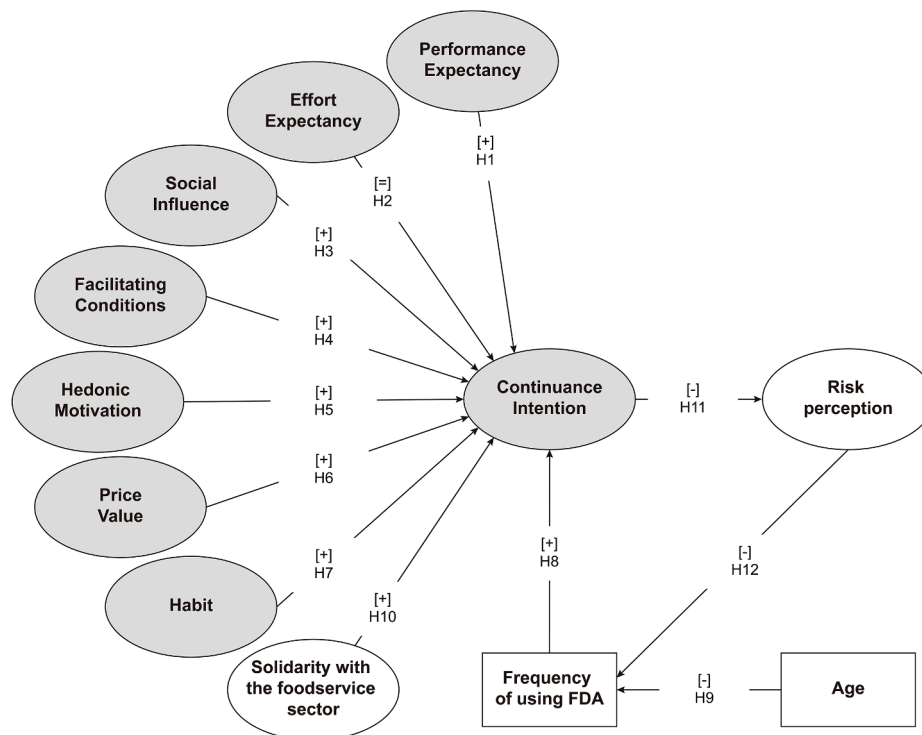 Performance
Expectancy
[+]
H1
Effort
Expectancy
[=]
H2
Social
Influence
[+]
H3
Facilitating
Conditions
[+]
H4
Hedonic
Motivation
[+]
H5
Price
Value
[+]
H6
Habit
[+]
H7
Solidarity with
the foodservice
sector
[+]
H10
Continuance
Intention
[-]
H11
Risk
perception
[+]
H8
[-]
H12
Frequency
of using FDA
[-]
H9
Age